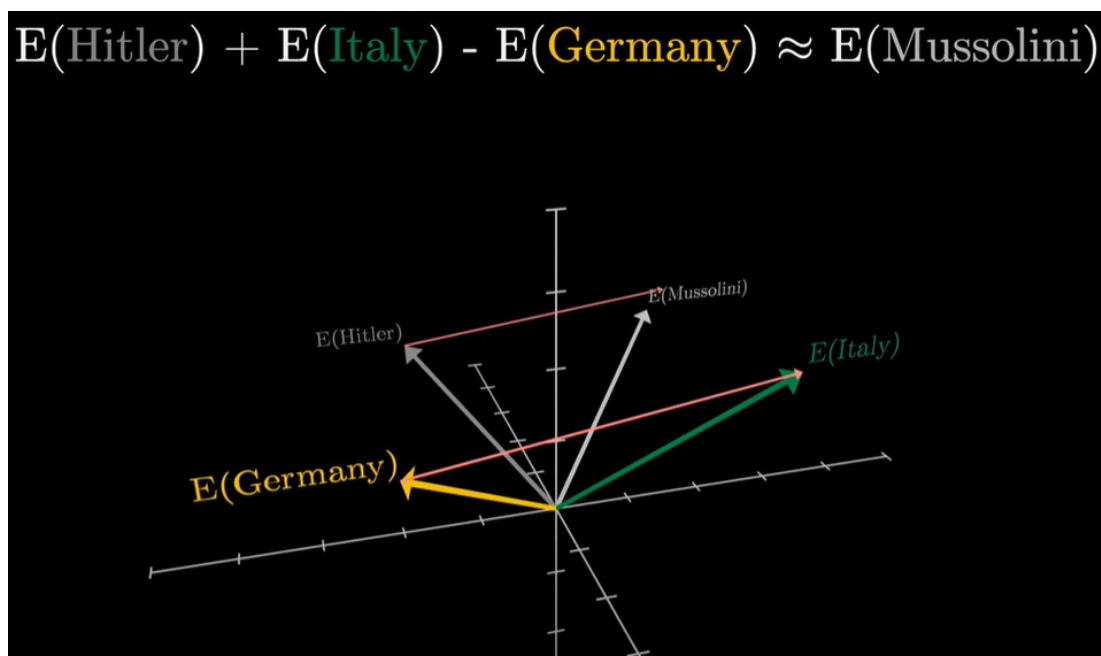 E(Hitler) + E(Italy) - E(Germany) ≈ E(Mussolini)
E(Mussolini)
E(Hitler)
E(Italy)
E(Germany)